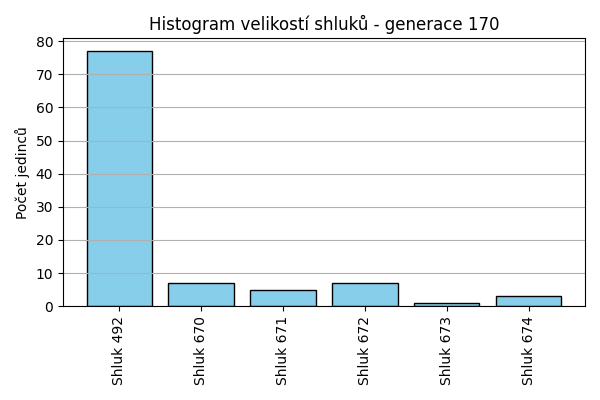 Histogram velikostí shluků - generace 170
Počet jedinců
80
70
60
50
40
30
20
10
0
Shluk 492
Shluk 670
Shluk 671
Shluk 672
Shluk 673
Shluk 674